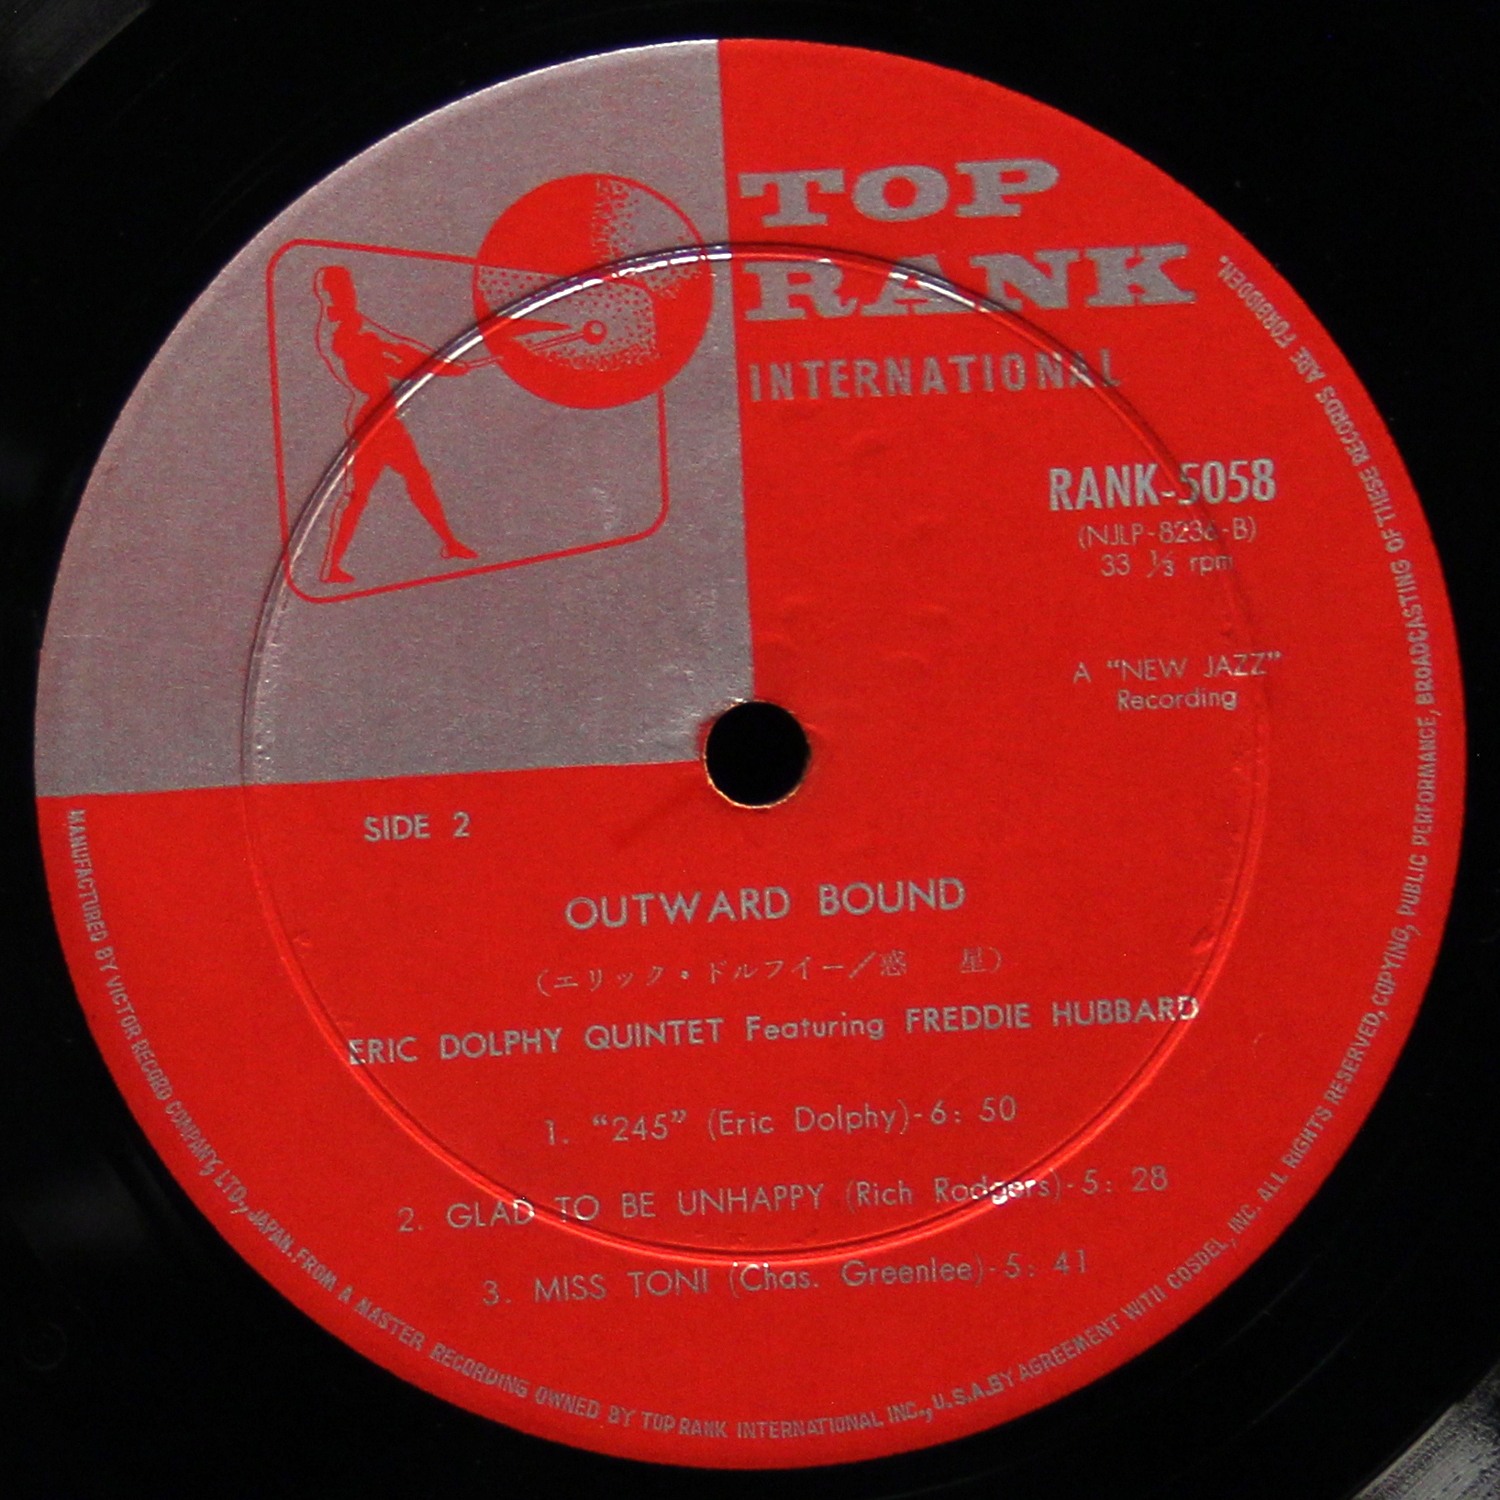 TOP
RANK
INTERNATIONAL
RANK-5058
(NJLP-8236-B)
33 ⅓ rpm
A “NEW JAZZ”
Recording
SIDE 2
OUTWARD BOUND
(エリック・ドルフイー／惑 星)
ERIC DOLPHY QUINTET Featuring FREDDIE HUBBARD
1. “245” (Eric Dolphy)-6: 50
2. GLAD TO BE UNHAPPY (Rich Rodgers)-5: 28
3. MISS TONI (Chas. Greenlee)-5: 41
MANUFACTURED BY VICTOR RECORD COMPANY, LTD., JAPAN. FROM A MASTER RECORDING OWNED BY TOP RANK INTERNATIONAL INC., U.S.A. BY AGREEMENT WITH COSDEL, INC. ALL RIGHTS RESERVED, COPYING, PUBLIC PERFORMANCE, BROADCASTING OF THESE RECORDS ARE FORBIDDEN.